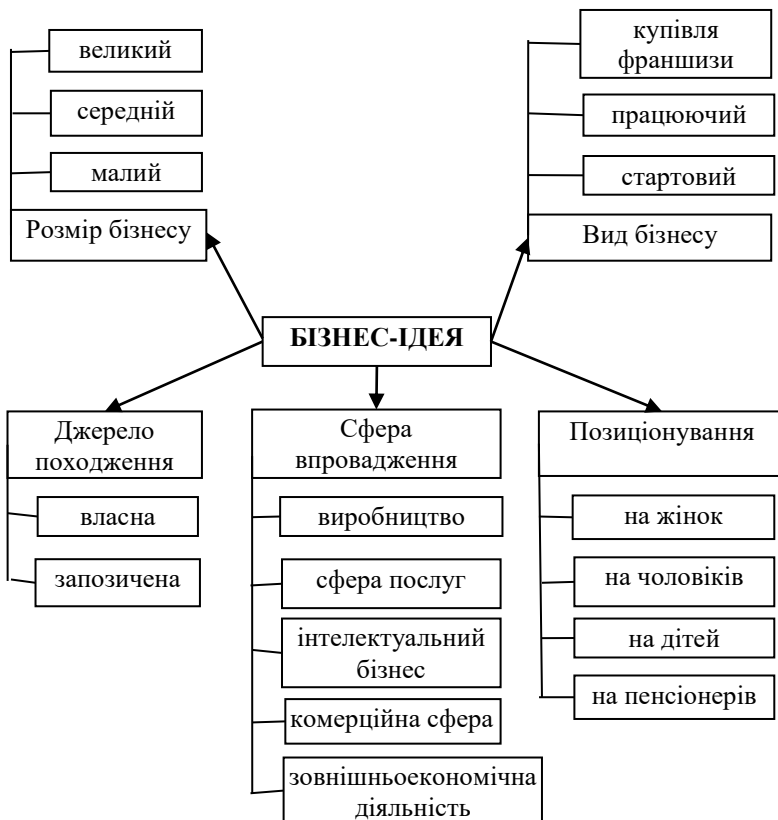 великий
середній
малий
Розмір бізнесу
купівля
франшизи
працюючий
стартовий
Вид бізнесу
БІЗНЕС-ІДЕЯ
Джерело
походження
власна
запозичена
Сфера
впровадження
виробництво
сфера послуг
інтелектуальний
бізнес
комерційна сфера
зовнішньоекономічна
діяльність
Позиціонування
на жінок
на чоловіків
на дітей
на пенсіонерів